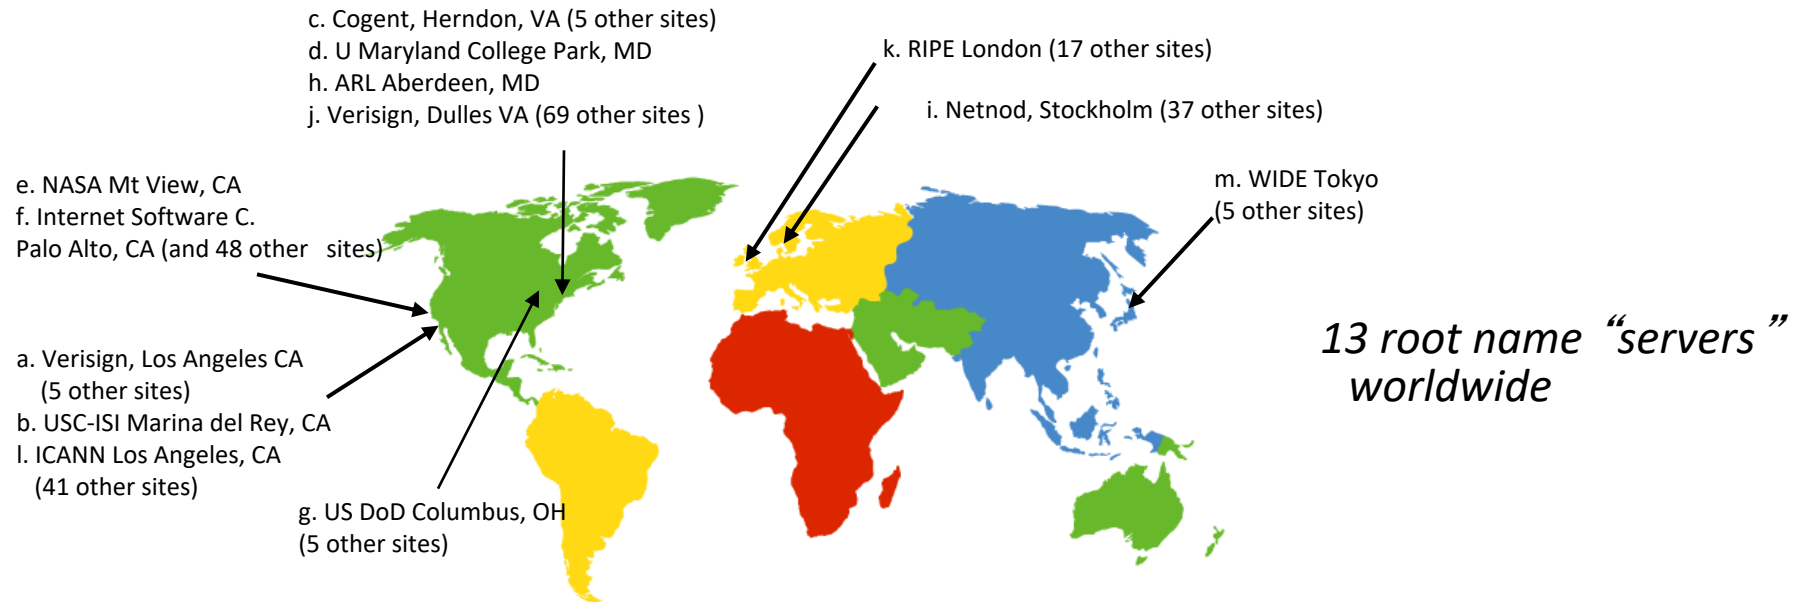 c. Cogent, Herndon, VA (5 other sites)
d. U Maryland College Park, MD
h. ARL Aberdeen, MD
j. Verisign, Dulles VA (69 other sites )
k. RIPE London (17 other sites)
i. Netnod, Stockholm (37 other sites)
m. WIDE Tokyo
(5 other sites)
e. NASA Mt View, CA
f. Internet Software C.
Palo Alto, CA (and 48 other sites)
a. Verisign, Los Angeles CA
(5 other sites)
b. USC-ISI Marina del Rey, CA
l. ICANN Los Angeles, CA
(41 other sites)
g. US DoD Columbus, OH
(5 other sites)
13 root name “servers”
worldwide